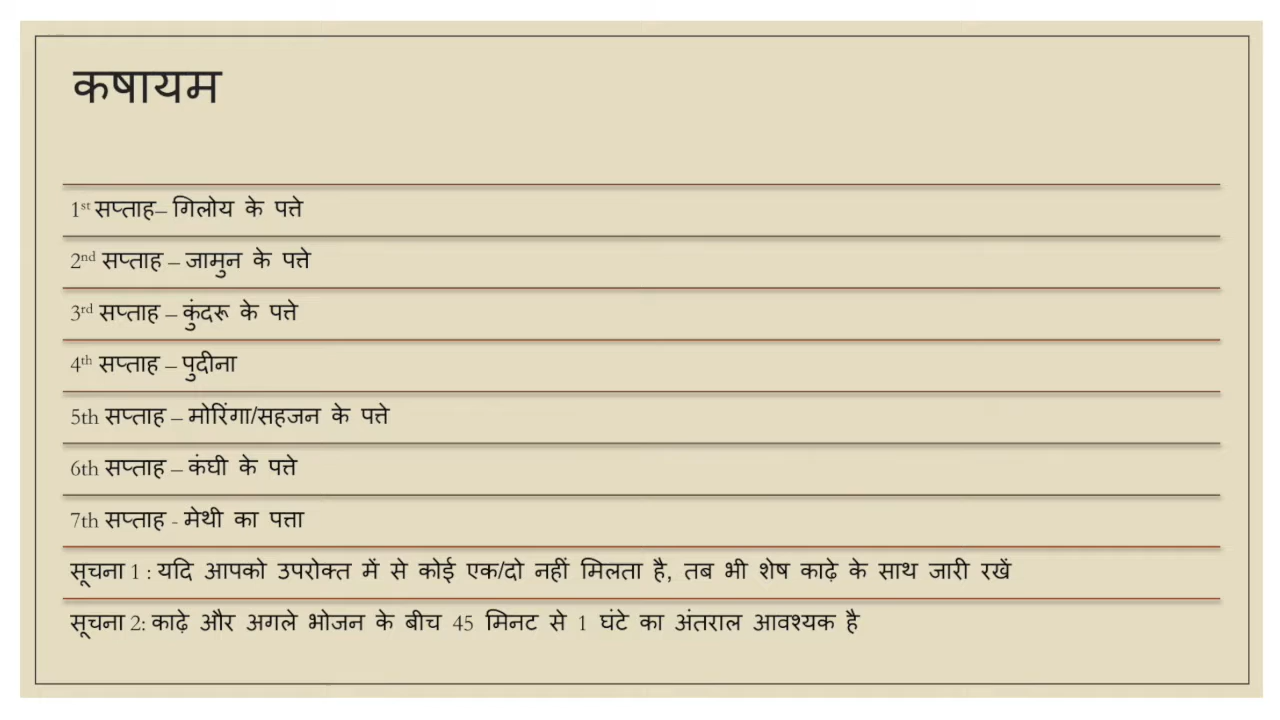 कषायम
1st सप्ताह– गिलोय के पत्ते
2nd सप्ताह – जामुन के पत्ते
3rd सप्ताह – कुंदरू के पत्ते
4th सप्ताह – पुदीना
5th सप्ताह – मोरिंगा/सहजन के पत्ते
6th सप्ताह – कंघी के पत्ते
7th सप्ताह - मेथी का पत्ता
सूचना 1 : यदि आपको उपरोक्त में से कोई एक/दो नहीं मिलता है, तब भी शेष काढ़े के साथ जारी रखें
सूचना 2: काढ़े और अगले भोजन के बीच 45 मिनट से 1 घंटे का अंतराल आवश्यक है